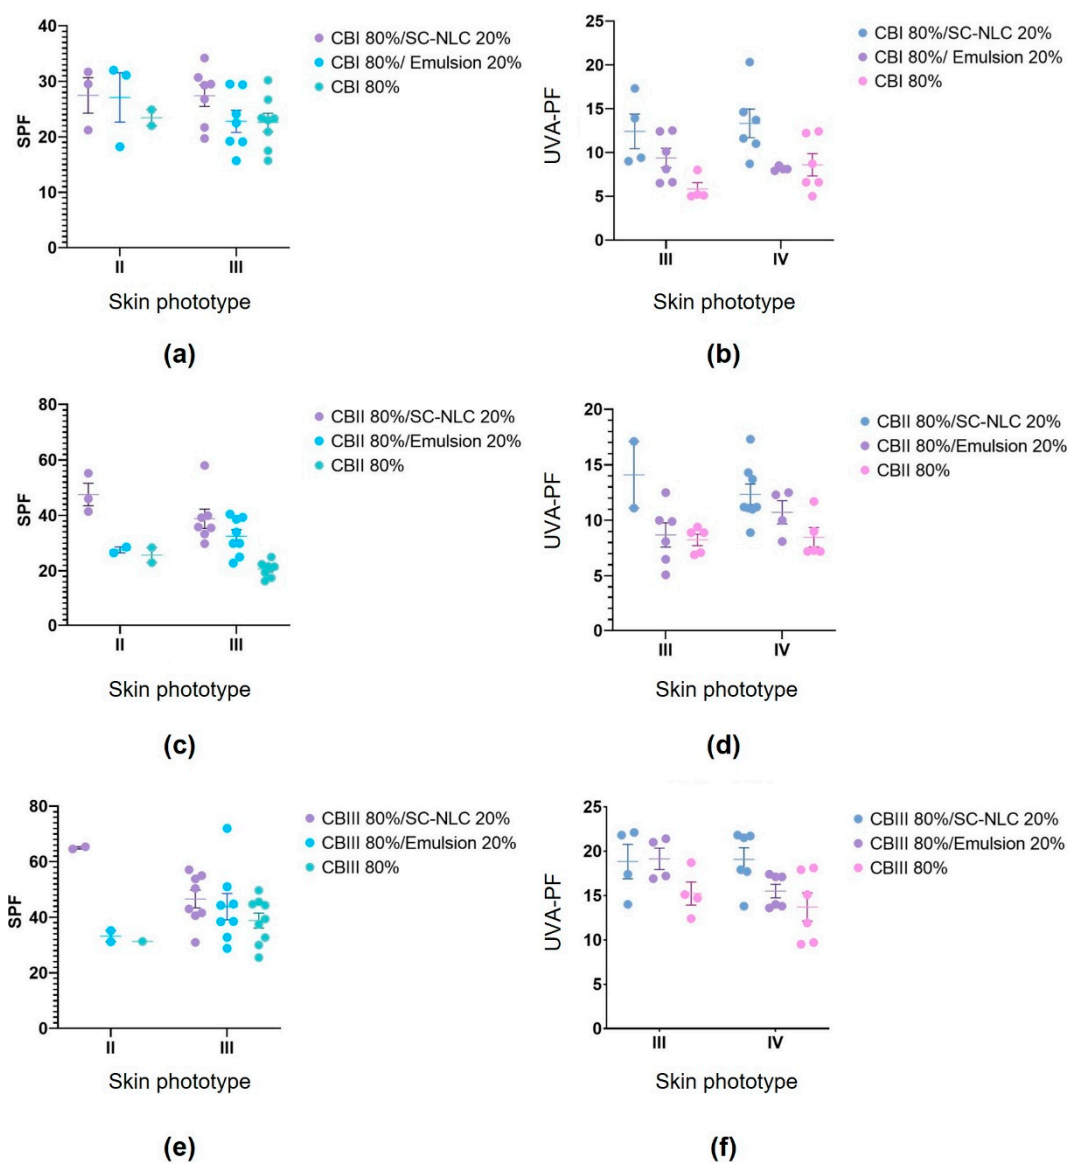 40
30
20
10
0
SPF
II
III
Skin phototype
CBI 80%/SC-NLC 20%
CBI 80%/ Emulsion 20%
CBI 80%
(a)
25
20
15
10
5
0
UVA-PF
III
IV
Skin phototype
CBI 80%/SC-NLC 20%
CBI 80%/ Emulsion 20%
CBI 80%
(b)
80
60
40
20
0
SPF
II
III
Skin phototype
CBII 80%/SC-NLC 20%
CBII 80%/Emulsion 20%
CBII 80%
(c)
20
15
10
5
0
UVA-PF
III
IV
Skin phototype
CBII 80%/SC-NLC 20%
CBII 80%/Emulsion 20%
CBII 80%
(d)
80
60
40
20
0
SPF
II
III
Skin phototype
CBIII 80%/SC-NLC 20%
CBIII 80%/Emulsion 20%
CBIII 80%
(e)
25
20
15
10
5
0
UVA-PF
III
IV
Skin phototype
CBIII 80%/SC-NLC 20%
CBIII 80%/Emulsion 20%
CBIII 80%
(f)